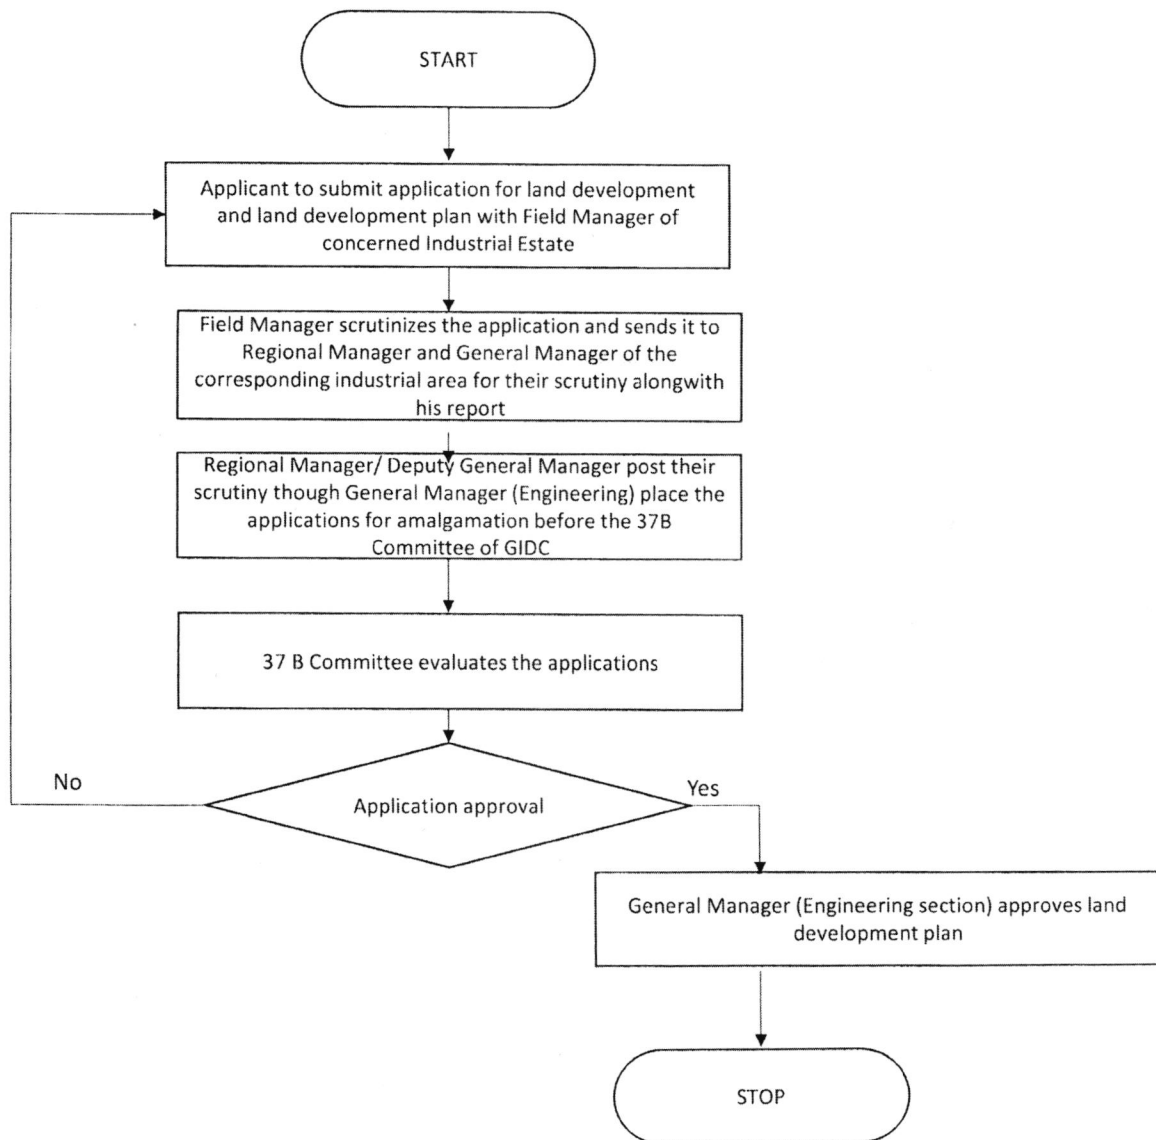 START
Applicant to submit application for land development
and land development plan with Field Manager of
concerned Industrial Estate
Field Manager scrutinizes the application and sends it to
Regional Manager and General Manager of the
corresponding industrial area for their scrutiny alongwith
his report
Regional Manager/ Deputy General Manager post their
scrutiny though General Manager (Engineering) place the
applications for amalgamation before the 37B
Committee of GIDC
37 B Committee evaluates the applications
No
Application approval
Yes
General Manager (Engineering section) approves land
development plan
STOP